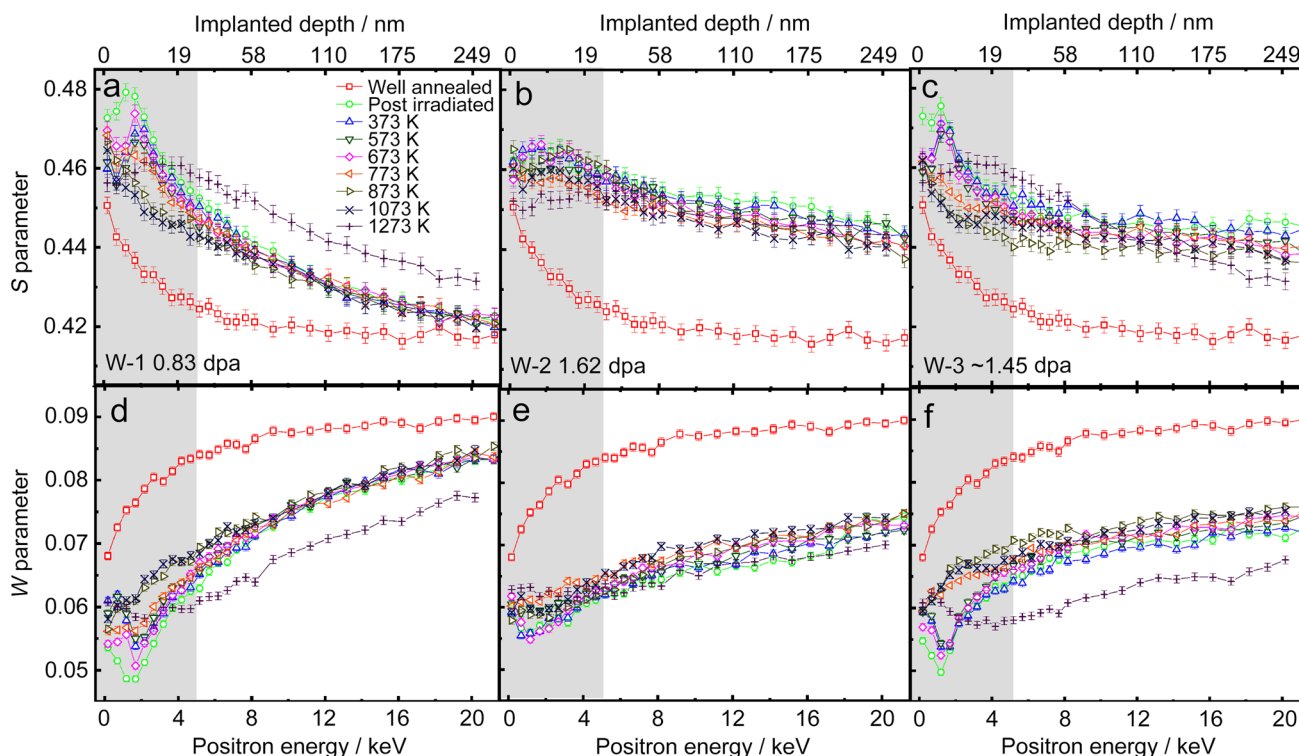 Implanted depth / nm Implanted depth / nm Implanted depth / nm
0 19 58 110 175 249 0 19 58 110 175 249 0 19 58 110 175 249
S parameter
0.48
0.46
0.44
0.42
a
Well annealed
Post irradiated
373 K
573 K
673 K
773 K
873 K
1073 K
1273 K
W-1 0.83 dpa
b
W-2 1.62 dpa
c
W-3 ~1.45 dpa
W parameter
0.09
0.08
0.07
0.06
0.05
d
e
f
0 4 8 12 16 20 0 4 8 12 16 20 0 4 8 12 16 20
Positron energy / keV Positron energy / keV Positron energy / keV